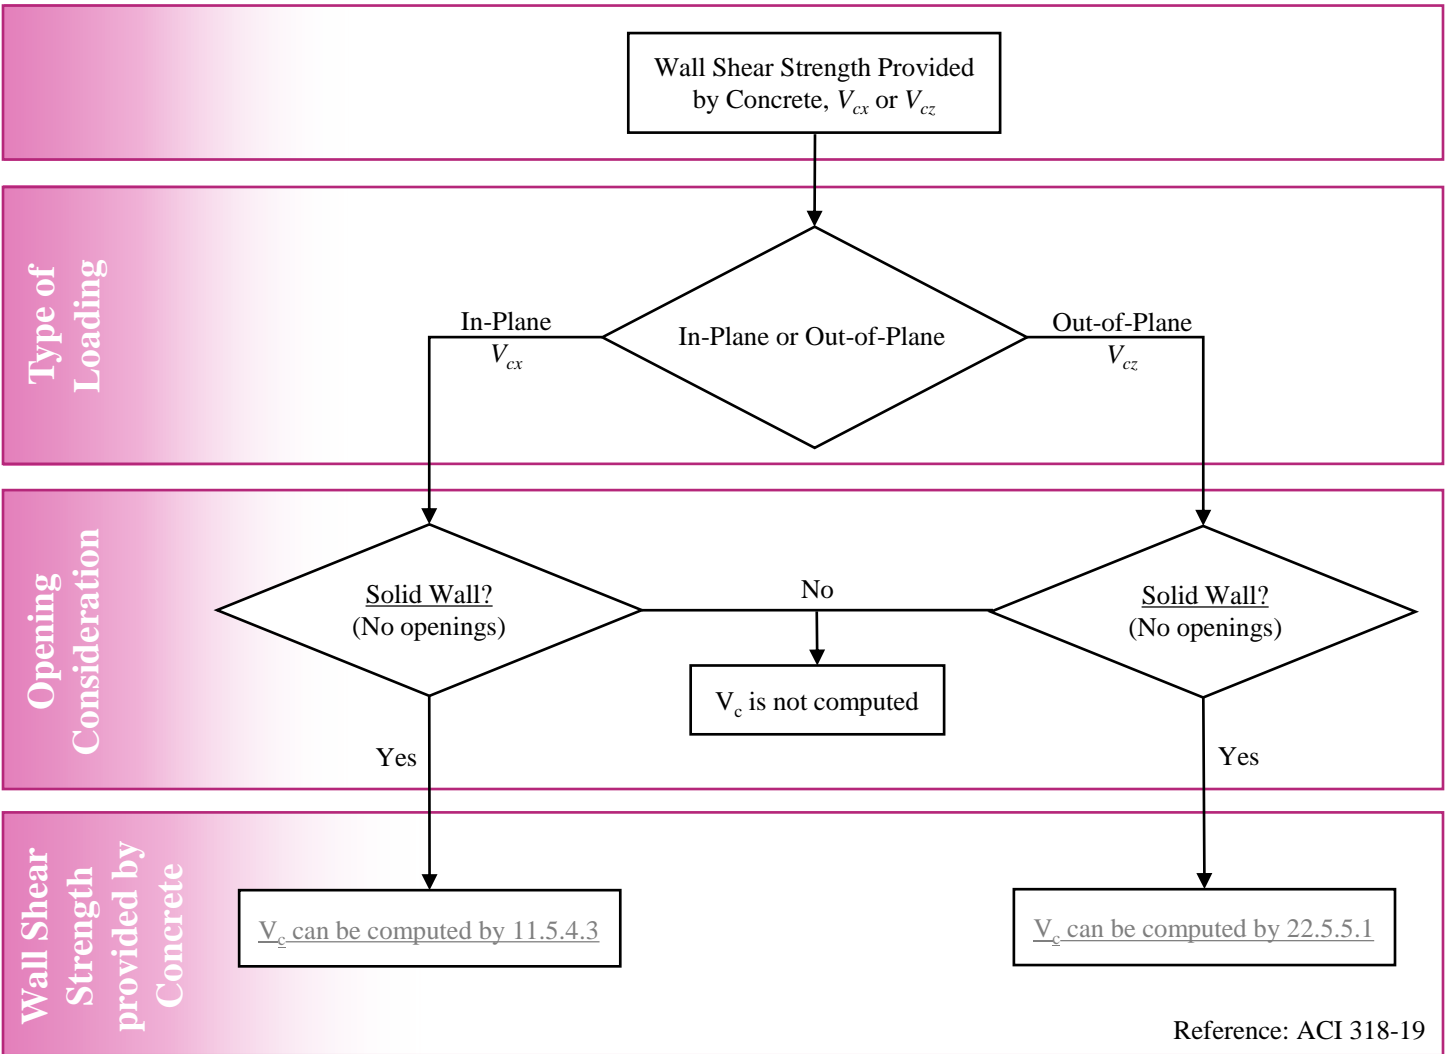 Wall Shear Strength Provided
by Concrete, Vcx or Vcz
Type of
Loading
In-Plane
Vcx
In-Plane or Out-of-Plane
Out-of-Plane
Vcz
Opening
Consideration
Solid Wall?
(No openings)
No
Solid Wall?
(No openings)
Vc is not computed
Yes
Yes
Wall Shear
Strength
provided by
Concrete
Vc can be computed by 11.5.4.3
Vc can be computed by 22.5.5.1
Reference: ACI 318-19